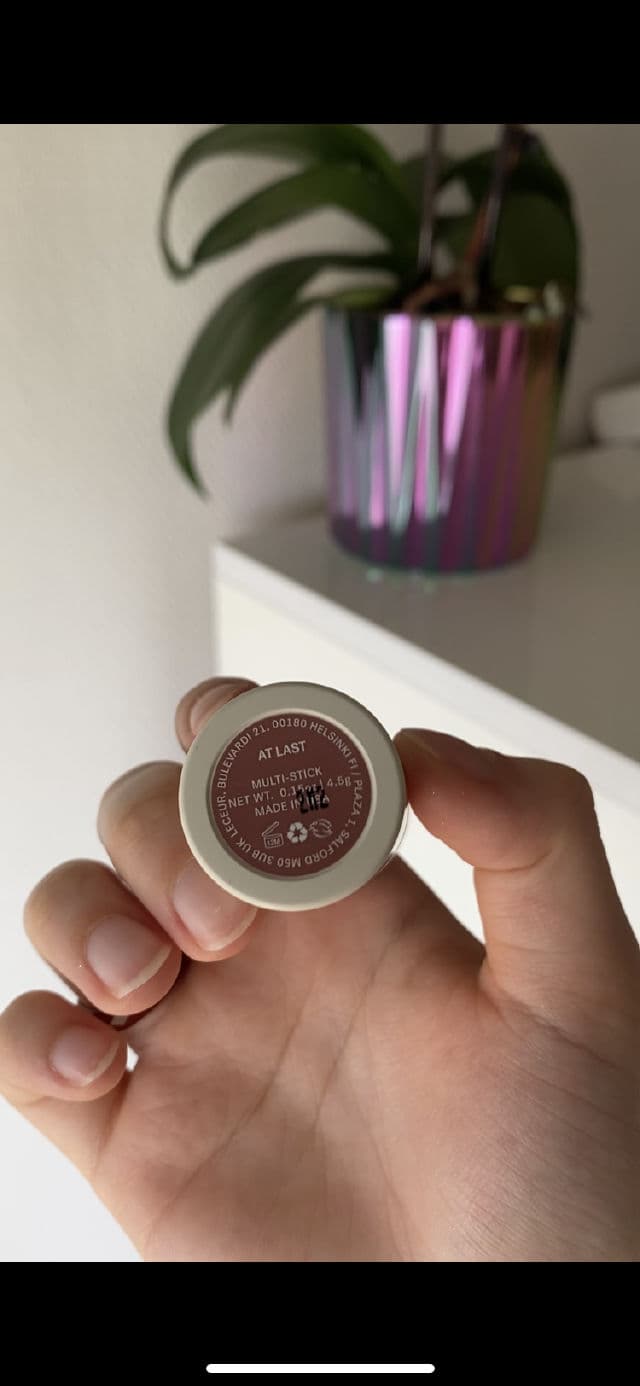 BULEVARDI 21, 00180 HELSINKI FI / PLAZA 1, SALFORD M50 3UB UK LECEUR,
AT LAST
MULTI-STICK
NET WT. 4.5g
MADE IN